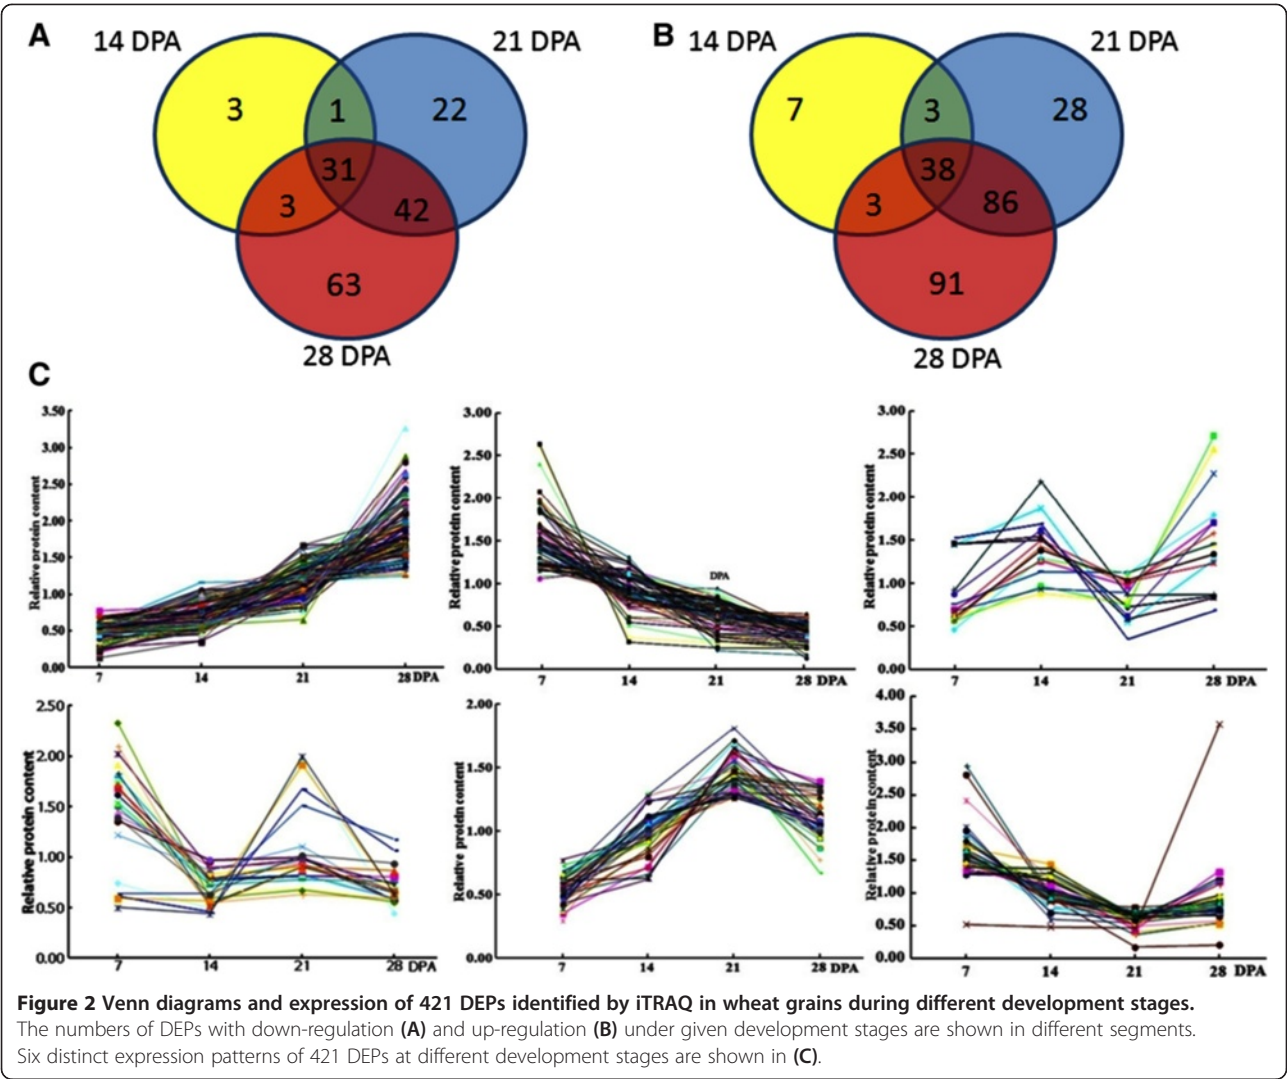 A
14 DPA
21 DPA
3
1
22
31
3
42
63
28 DPA
B
14 DPA
21 DPA
7
3
28
38
3
86
91
28 DPA
C
Relative protein content
3.50
3.00
2.50
2.00
1.50
1.00
0.50
0.00
7 14 21 28 DPA
Relative protein content
3.00
2.50
2.00
1.50
1.00
0.50
0.00
DPA
7 14 21 28 DPA
Relative protein content
3.00
2.50
2.00
1.50
1.00
0.50
0.00
7 14 21 28 DPA
Relative protein content
2.50
2.00
1.50
1.00
0.50
0.00
7 14 21 28 DPA
Relative protein content
2.00
1.50
1.00
0.50
0.00
7 14 21 28 DPA
Relative protein content
4.00
3.50
3.00
2.50
2.00
1.50
1.00
0.50
0.00
7 14 21 28 DPA
Figure 2 Venn diagrams and expression of 421 DEPs identified by iTRAQ in wheat grains during different development stages.
The numbers of DEPs with down-regulation (A) and up-regulation (B) under given development stages are shown in different segments.
Six distinct expression patterns of 421 DEPs at different development stages are shown in (C).